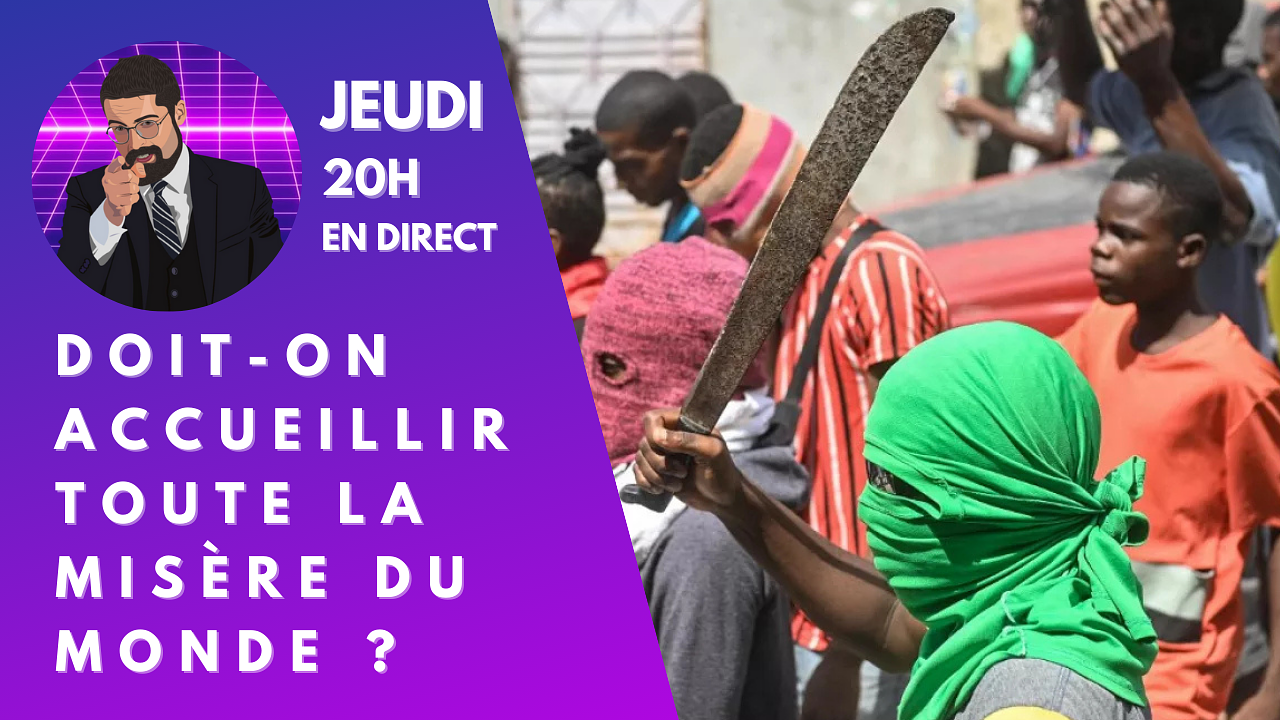 JEUDI
20H
EN DIRECT
DOIT-ON
ACCUEILLIR
TOUTE LA
MISÈRE DU
MONDE ?